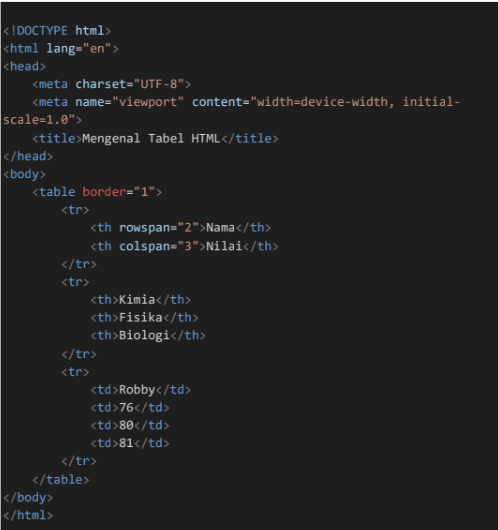 <!DOCTYPE html>
<html lang="en">
<head>
    <meta charset="UTF-8">
    <meta name="viewport" content="width=device-width, initial-
scale=1.0">
    <title>Mengenal Tabel HTML</title>
</head>
<body>
    <table border="1">
        <tr>
            <th rowspan="2">Nama</th>
            <th colspan="3">Nilai</th>
        </tr>
        <tr>
            <th>Kimia</th>
            <th>Fisika</th>
            <th>Biologi</th>
        </tr>
        <tr>
            <td>Robby</td>
            <td>76</td>
            <td>80</td>
            <td>81</td>
        </tr>
    </table>
</body>
</html>